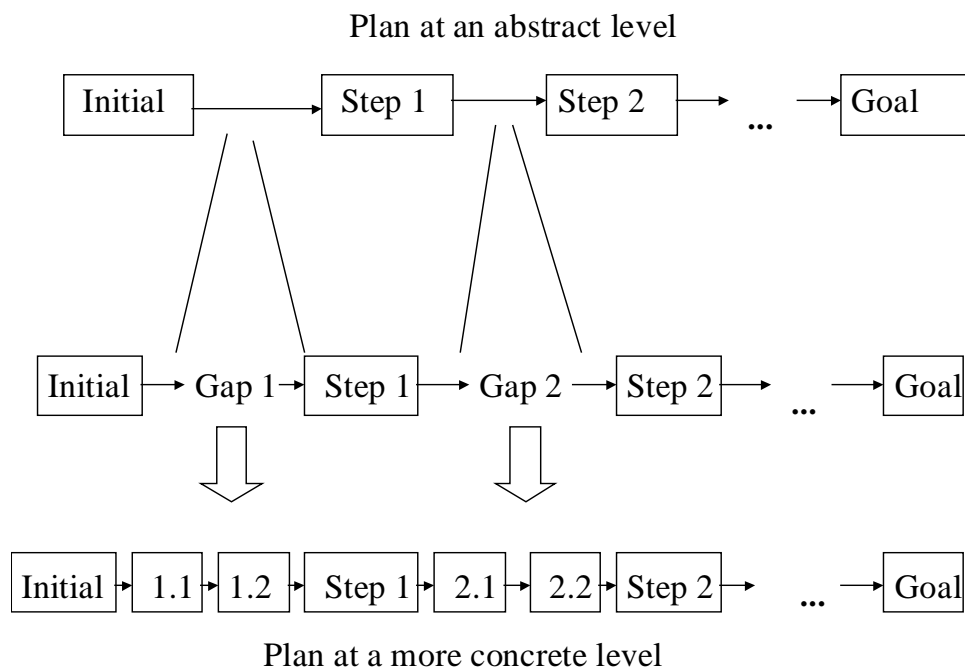 Plan at an abstract level
Initial Step 1 Step 2 ... Goal
Initial Gap 1 Step 1 Gap 2 Step 2 ... Goal
Initial 1.1 1.2 Step 1 2.1 2.2 Step 2 ... Goal
Plan at a more concrete level